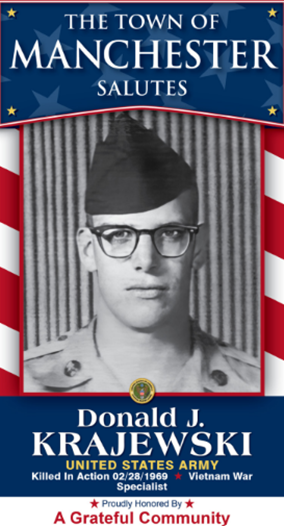 THE TOWN OF
MANCHESTER
SALUTES
Donald J.
KRAJEWSKI
UNITED STATES ARMY
Killed In Action 02/28/1969 ★ Vietnam War
Specialist
★ Proudly Honored By ★
A Grateful Community